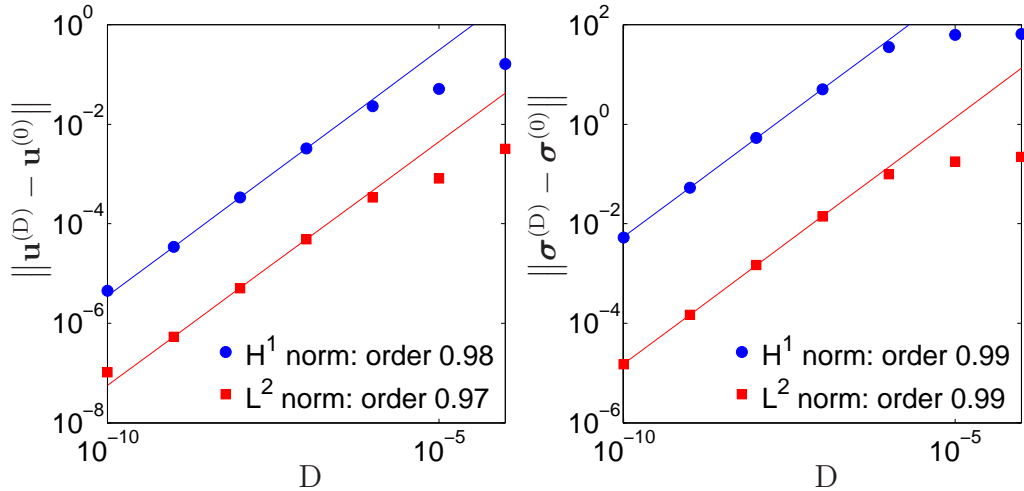 10^0
10^-2
10^-4
10^-6
10^-8
10^-10
10^-5
D
‖u^(D) − u^(0)‖
H^1 norm: order 0.98
L^2 norm: order 0.97
10^2
10^0
10^-2
10^-4
10^-6
10^-10
10^-5
D
‖σ^(D) − σ^(0)‖
H^1 norm: order 0.99
L^2 norm: order 0.99